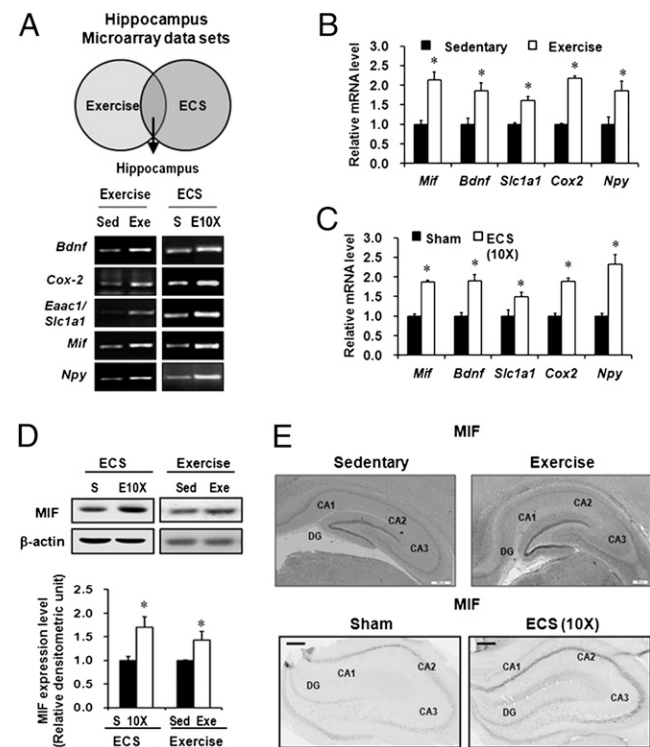 A
Hippocampus
Microarray data sets
Exercise
ECS
Hippocampus
Exercise ECS
Sed Exe S E10X
Bdnf
Cox-2
Eaac1/
Slc1a1
Mif
Npy
B
Sedentary Exercise
Relative mRNA level
3.0
2.5
2.0
1.5
1.0
0.5
0.0
* * * * *
Mif Bdnf Slc1a1 Cox2 Npy
C
Sham ECS
(10X)
Relative mRNA level
3.0
2.5
2.0
1.5
1.0
0.5
0.0
* * * * *
Mif Bdnf Slc1a1 Cox2 Npy
D
ECS Exercise
S E10X Sed Exe
MIF
β-actin
MIF expression level
(Relative densitometric unit)
2.5
2.0
1.5
1.0
0.5
0.0
* *
S 10X Sed Exe
ECS Exercise
E
MIF
Sedentary Exercise
CA1 CA2 CA3 DG
CA1 CA2 CA3 DG
MIF
Sham ECS (10X)
CA1 CA2 CA3 DG
CA1 CA2 CA3 DG